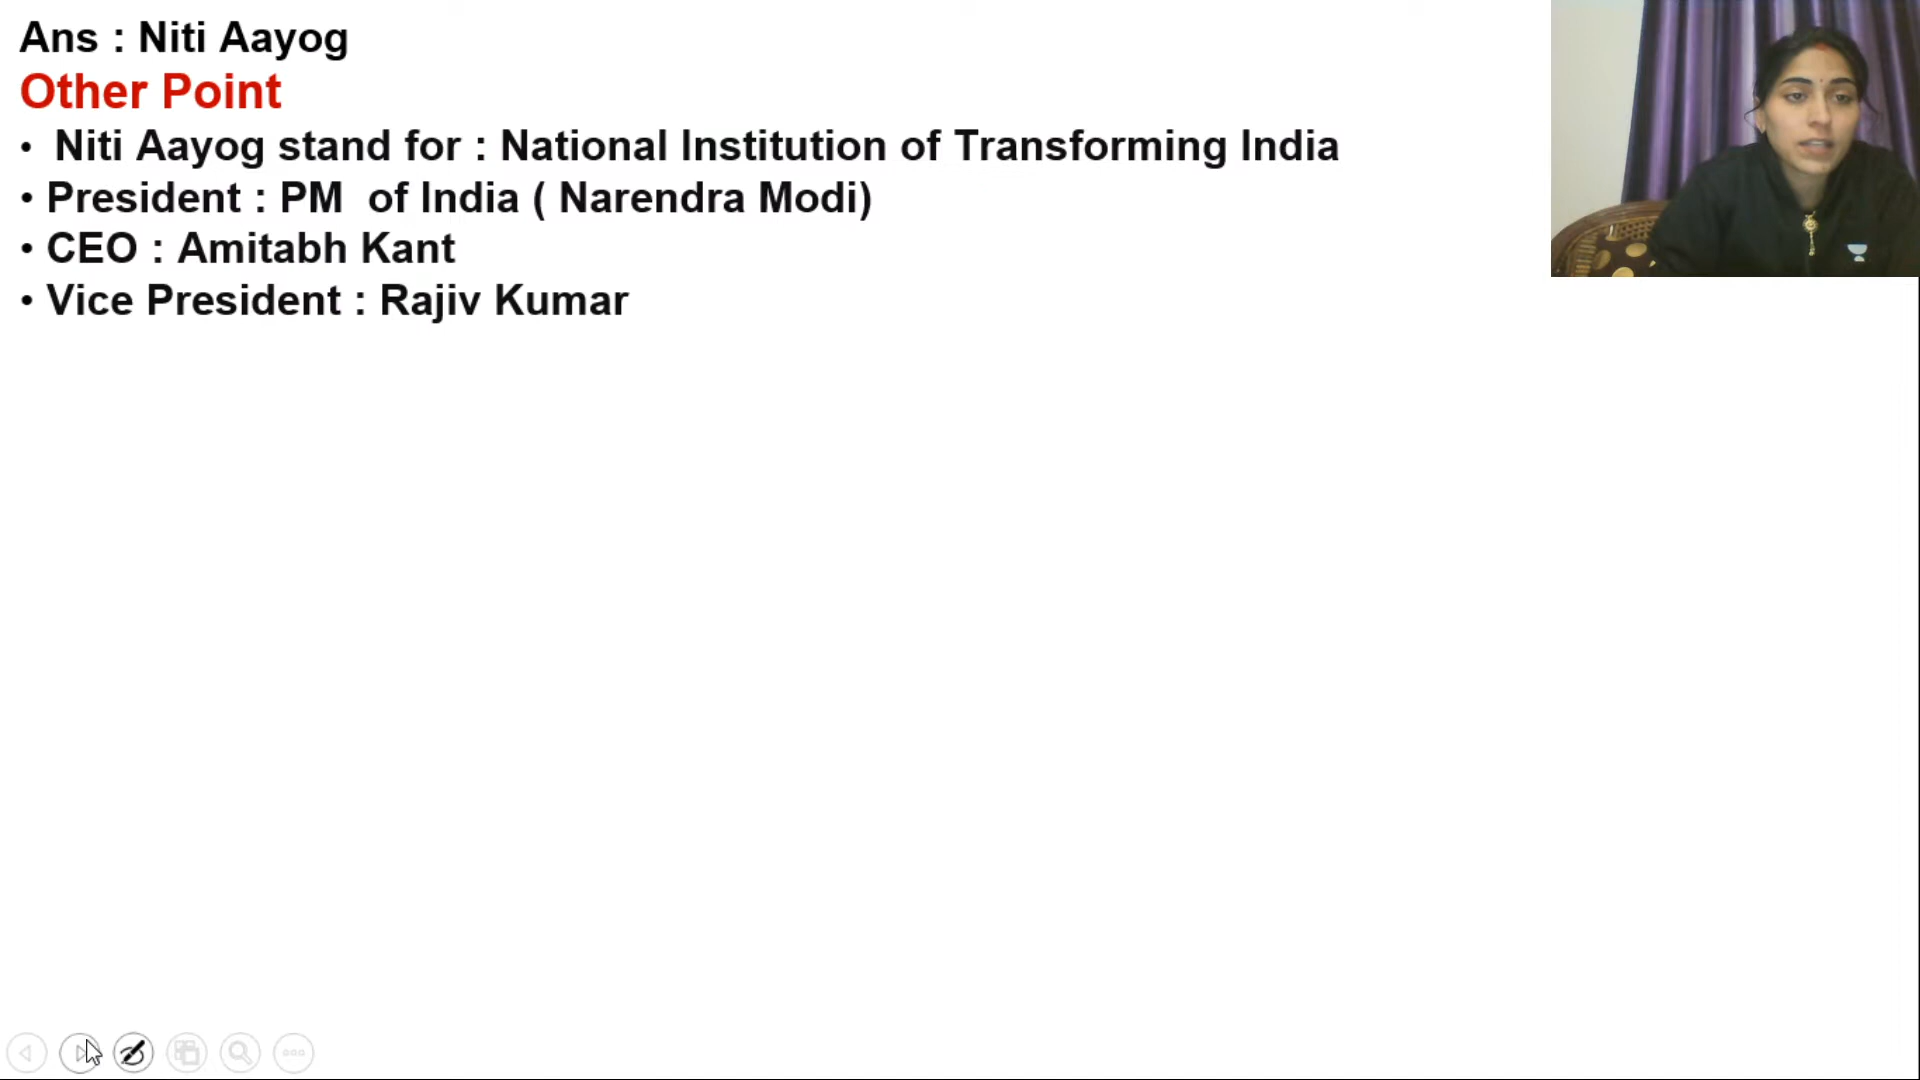 Ans : Niti Aayog
Other Point
• Niti Aayog stand for : National Institution of Transforming India
• President : PM of India ( Narendra Modi)
• CEO : Amitabh Kant
• Vice President : Rajiv Kumar